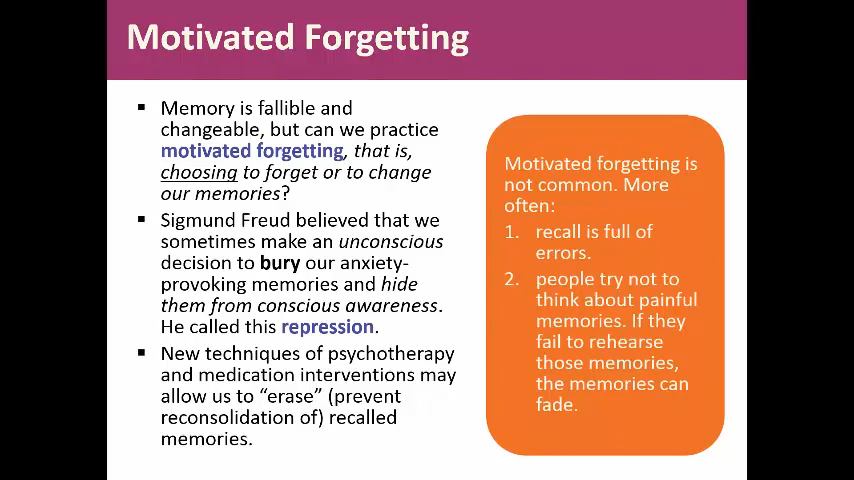 Motivated Forgetting
▪ Memory is fallible and
changeable, but can we practice
motivated forgetting, that is,
choosing to forget or to change
our memories?
▪ Sigmund Freud believed that we
sometimes make an unconscious
decision to bury our anxiety-
provoking memories and hide
them from conscious awareness.
He called this repression.
▪ New techniques of psychotherapy
and medication interventions may
allow us to “erase” (prevent
reconsolidation of) recalled
memories.
Motivated forgetting is
not common. More
often:
1. recall is full of
errors.
2. people try not to
think about painful
memories. If they
fail to rehearse
those memories,
the memories can
fade.